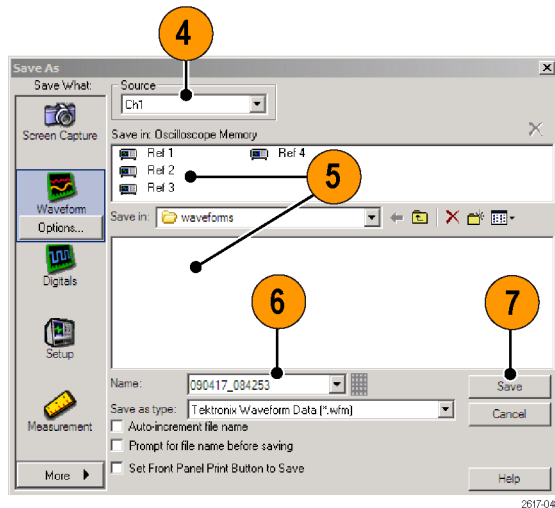 4
Save As
Save What:
Source
Ch1
Screen Capture
Save in: Oscilloscope Memory
Ref 1
Ref 4
Ref 2
Ref 3
5
Waveform
Options...
Save in:
waveforms
Digitals
6
7
Setup
Name:
090417_084253
Save
Save as type:
Tektronix Waveform Data (*.wfm)
Cancel
Measurement
Auto-increment file name
Prompt for file name before saving
Set Front Panel Print Button to Save
More
Help
2617-04